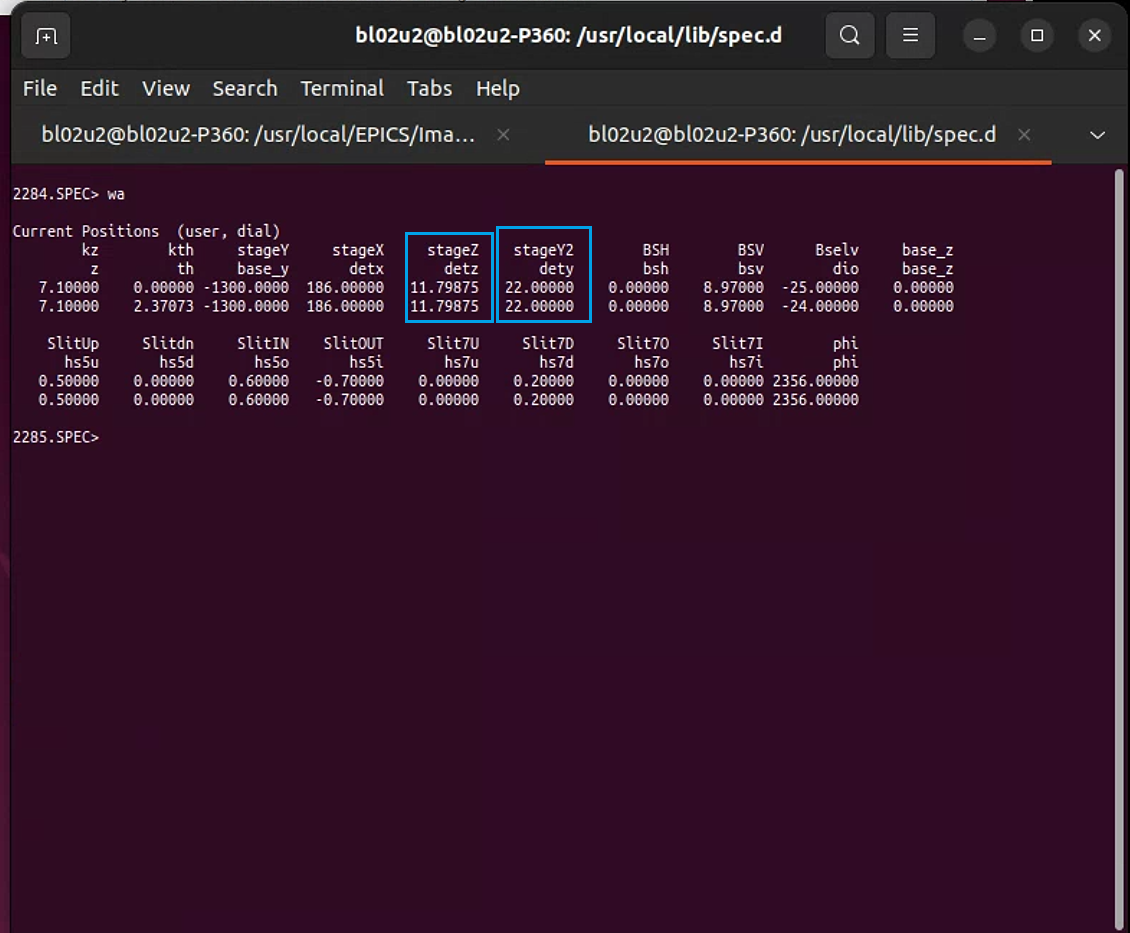 bl02u2@bl02u2-P360: /usr/local/lib/spec.d
File Edit View Search Terminal Tabs Help
bl02u2@bl02u2-P360: /usr/local/EPICS/Ima... bl02u2@bl02u2-P360: /usr/local/lib/spec.d
2284.SPEC> wa
Current Positions (user, dial)
kz kth stageY stageX stageZ stageY2 BSH BSV Bselv base_z
z th base_y detx detz dety bsh bsv dio base_z
7.10000 0.00000 -1300.0000 186.00000 11.79875 22.00000 0.00000 8.97000 -25.00000 0.00000
7.10000 2.37073 -1300.0000 186.00000 11.79875 22.00000 0.00000 8.97000 -24.00000 0.00000
SlitUp Slitdn SlitIN SlitOUT Slit7U Slit7D Slit7O Slit7I phi
hs5u hs5d hs5o hs5i hs7u hs7d hs7o hs7i phi
0.50000 0.00000 0.60000 -0.70000 0.00000 0.20000 0.00000 0.00000 2356.00000
0.50000 0.00000 0.60000 -0.70000 0.00000 0.20000 0.00000 0.00000 2356.00000
2285.SPEC>